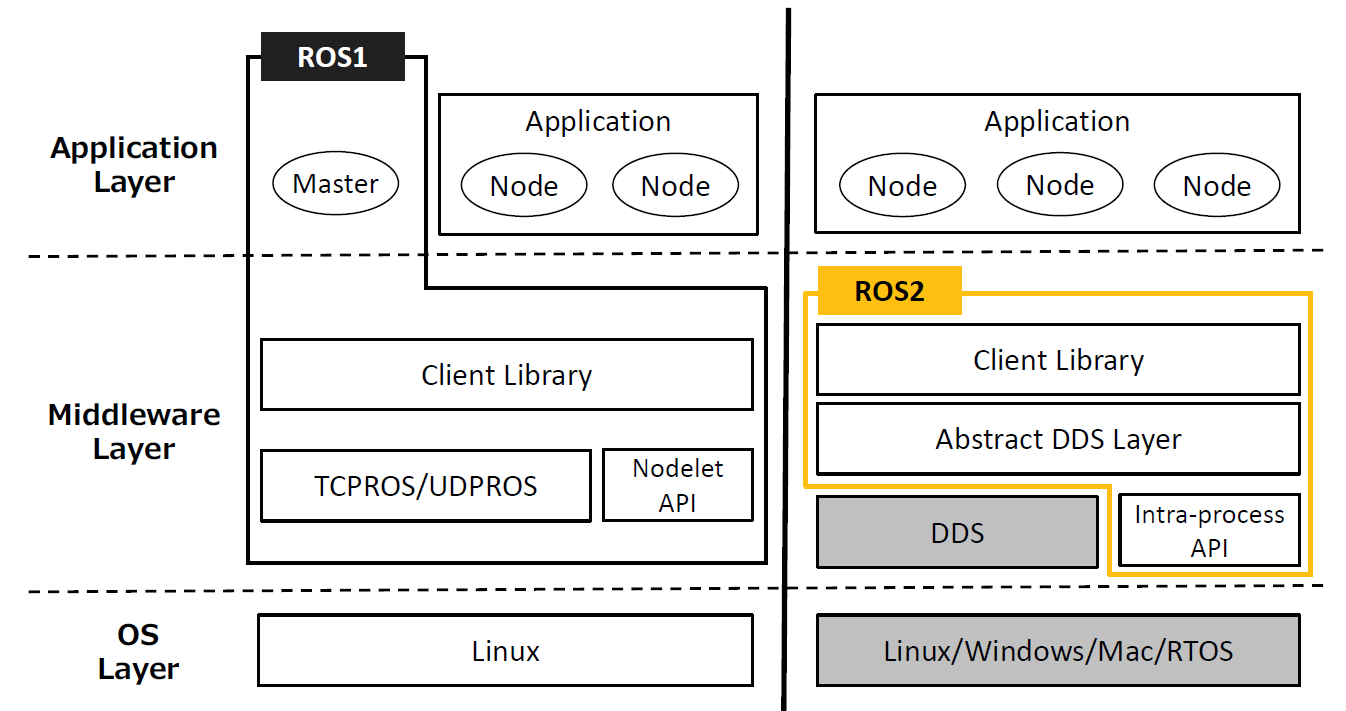 ROS1
Application
Layer
Master
Application
Node
Node
Application
Node
Node
Node
Middleware
Layer
Client Library
TCPROS/UDPROS
Nodelet
API
ROS2
Client Library
Abstract DDS Layer
DDS
Intra-process
API
OS
Layer
Linux
Linux/Windows/Mac/RTOS